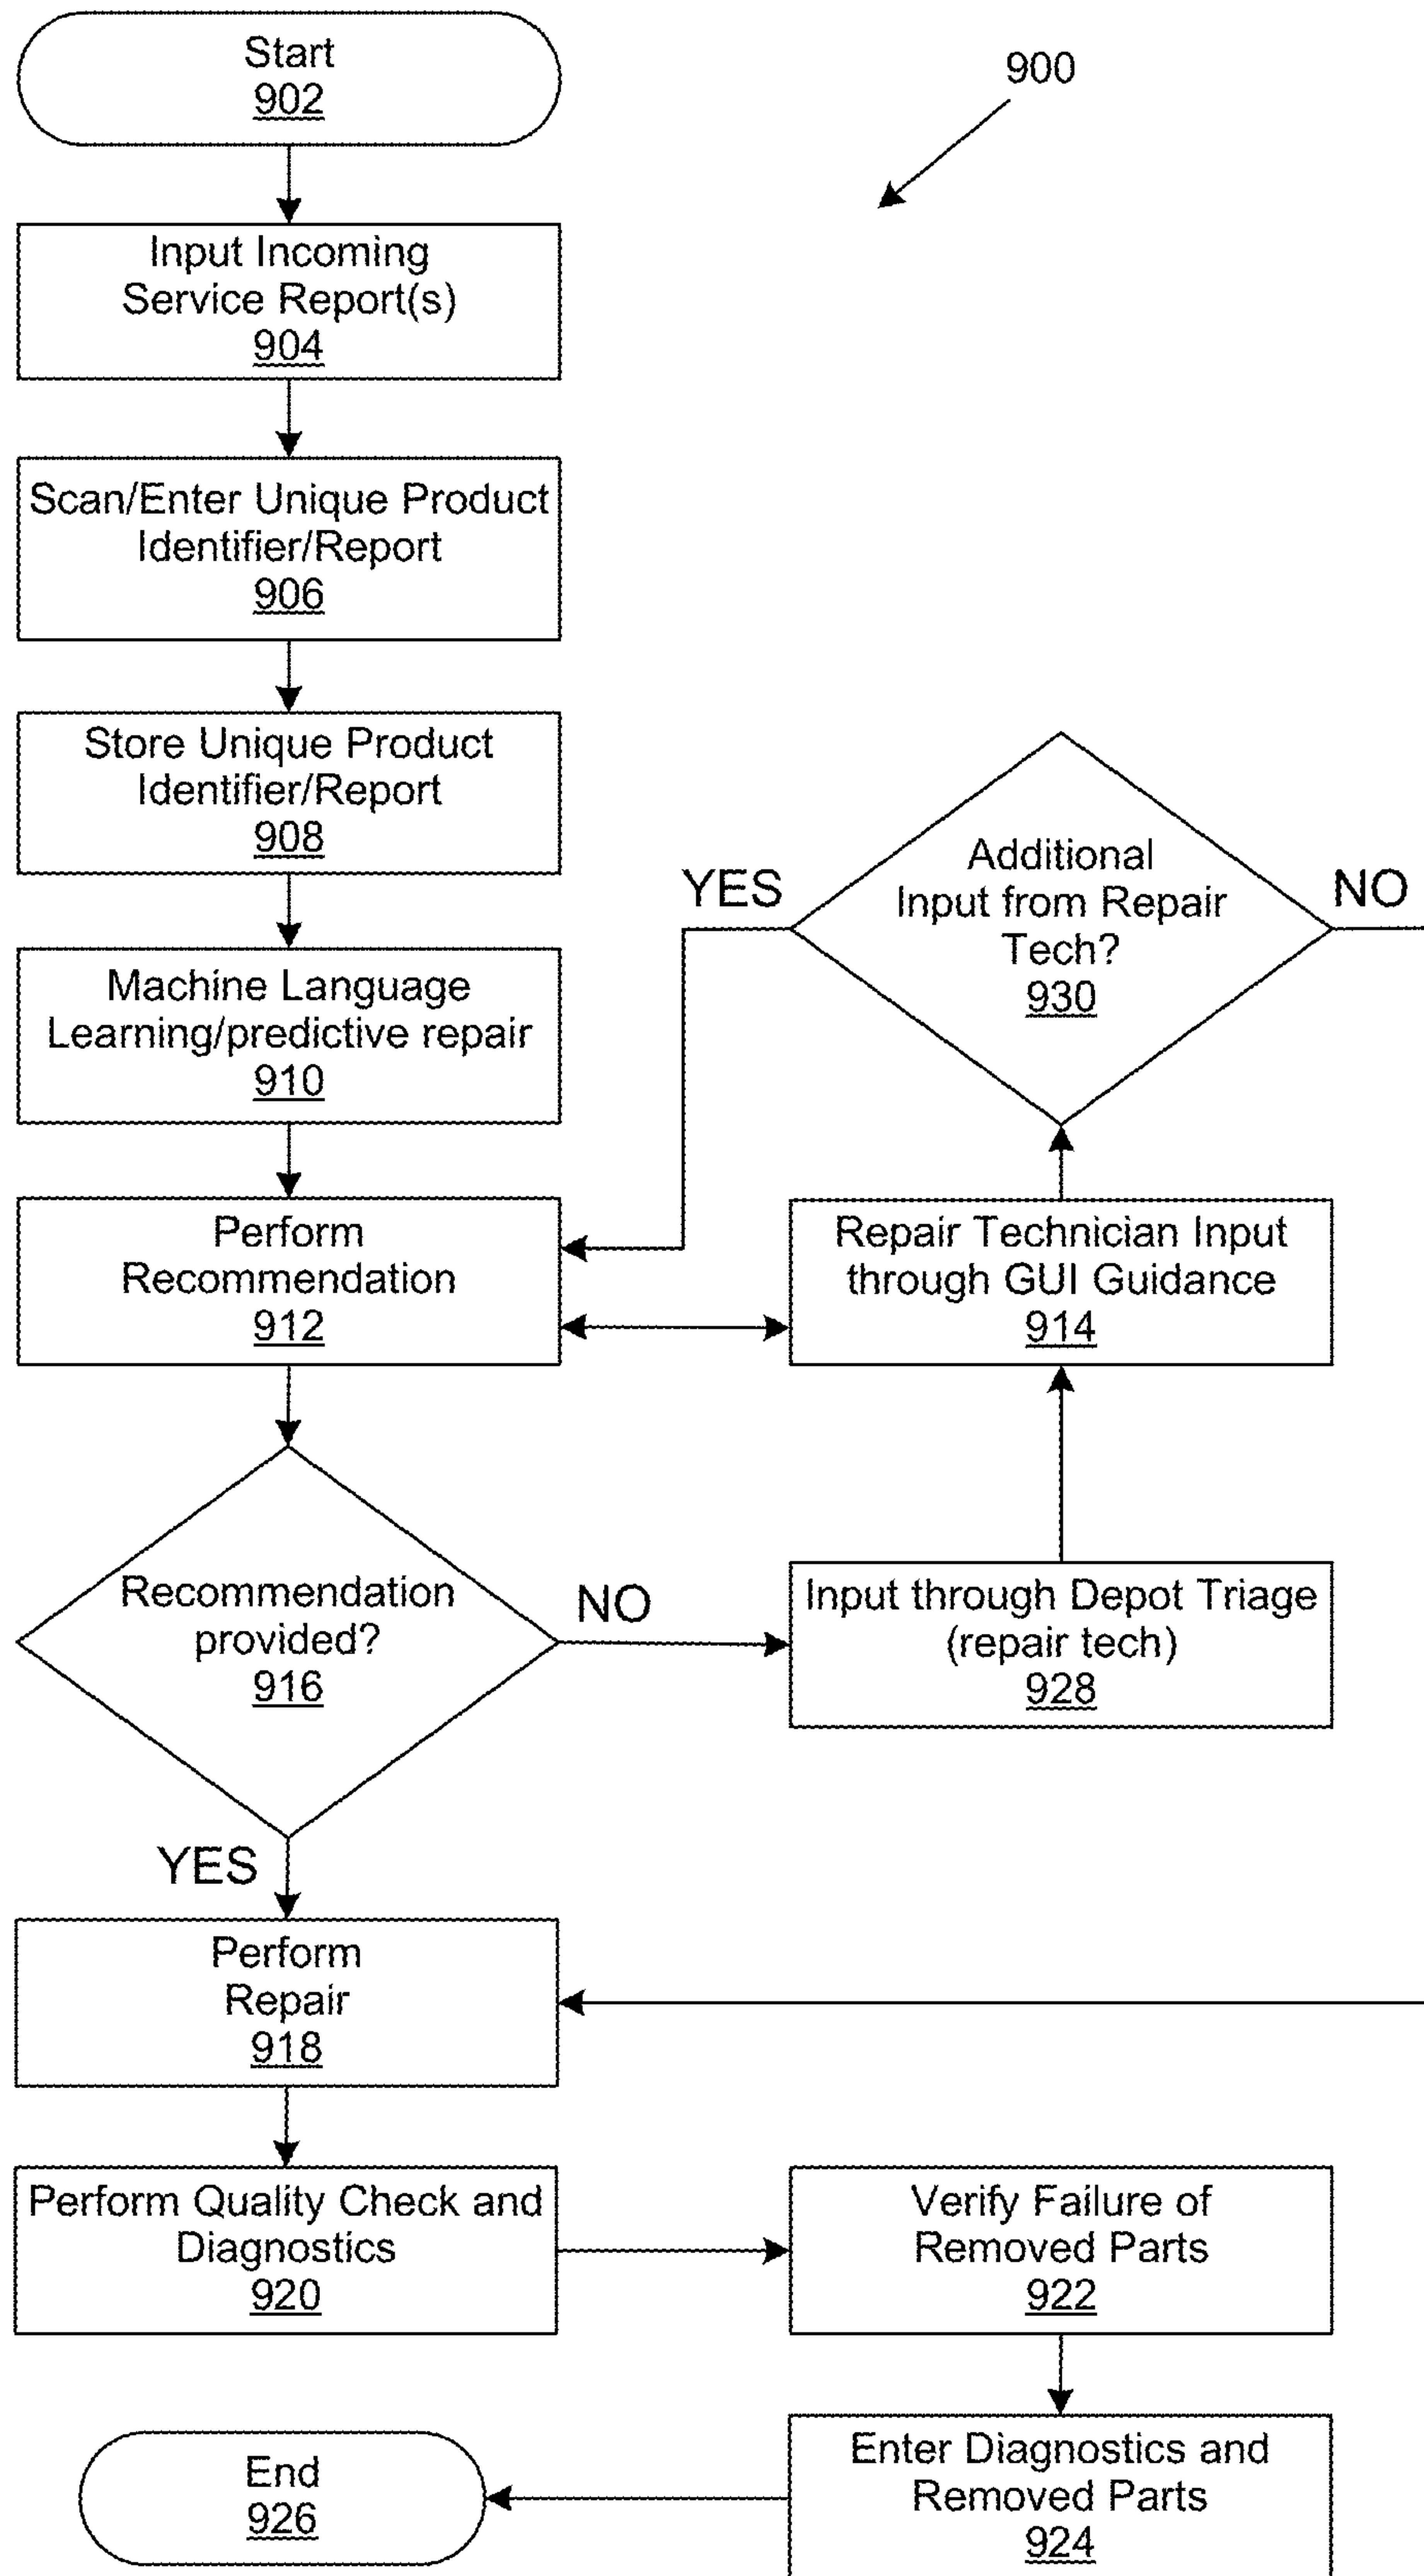 Start
902
900
Input Incoming
Service Report(s)
904
Scan/Enter Unique Product
Identifier/Report
906
Store Unique Product
Identifier/Report
908
Machine Language
Learning/predictive repair
910
Perform
Recommendation
912
Recommendation
provided?
916
NO
YES
Additional
Input from Repair
Tech?
930
YES
NO
Repair Technician Input
through GUI Guidance
914
Input through Depot Triage
(repair tech)
928
Perform
Repair
918
Perform Quality Check and
Diagnostics
920
Verify Failure of
Removed Parts
922
Enter Diagnostics and
Removed Parts
924
End
926